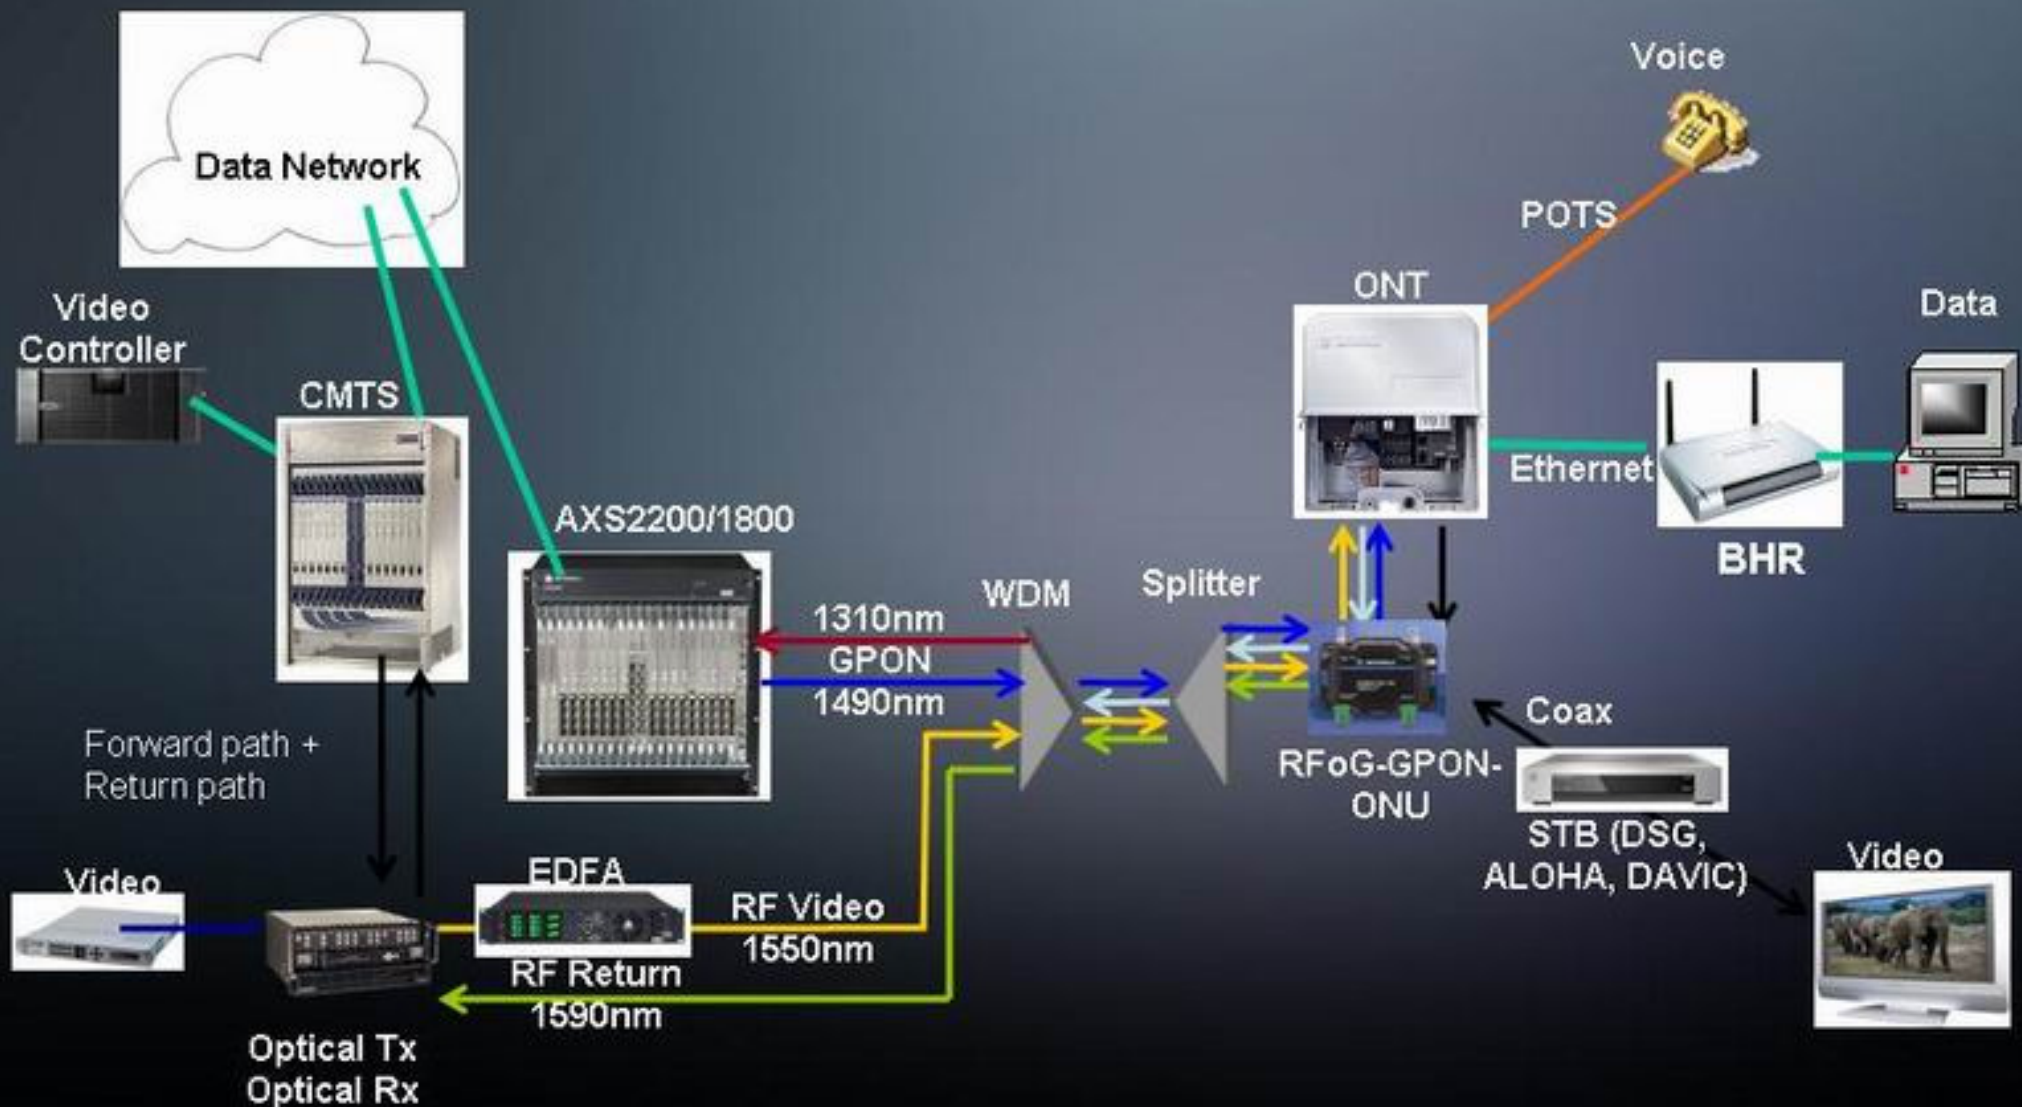 Data Network
Video
Controller
CMTS
AXS2200/1800
Forward path +
Return path
Video
EDFA
Optical Tx
Optical Rx
1310nm
GPON
1490nm
RF Video
1550nm
RF Return
1590nm
WDM
Splitter
RFoG-GPON-
ONU
ONT
POTS
Voice
Ethernet
BHR
Data
Coax
STB (DSG,
ALOHA, DAVIC)
Video